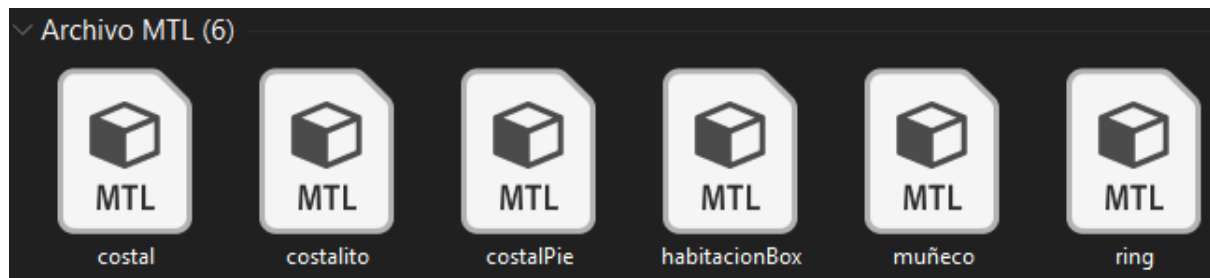 Archivo MTL (6)
MTL MTL MTL MTL MTL MTL
costal costalito costalPie habitacionBox muñeco ring